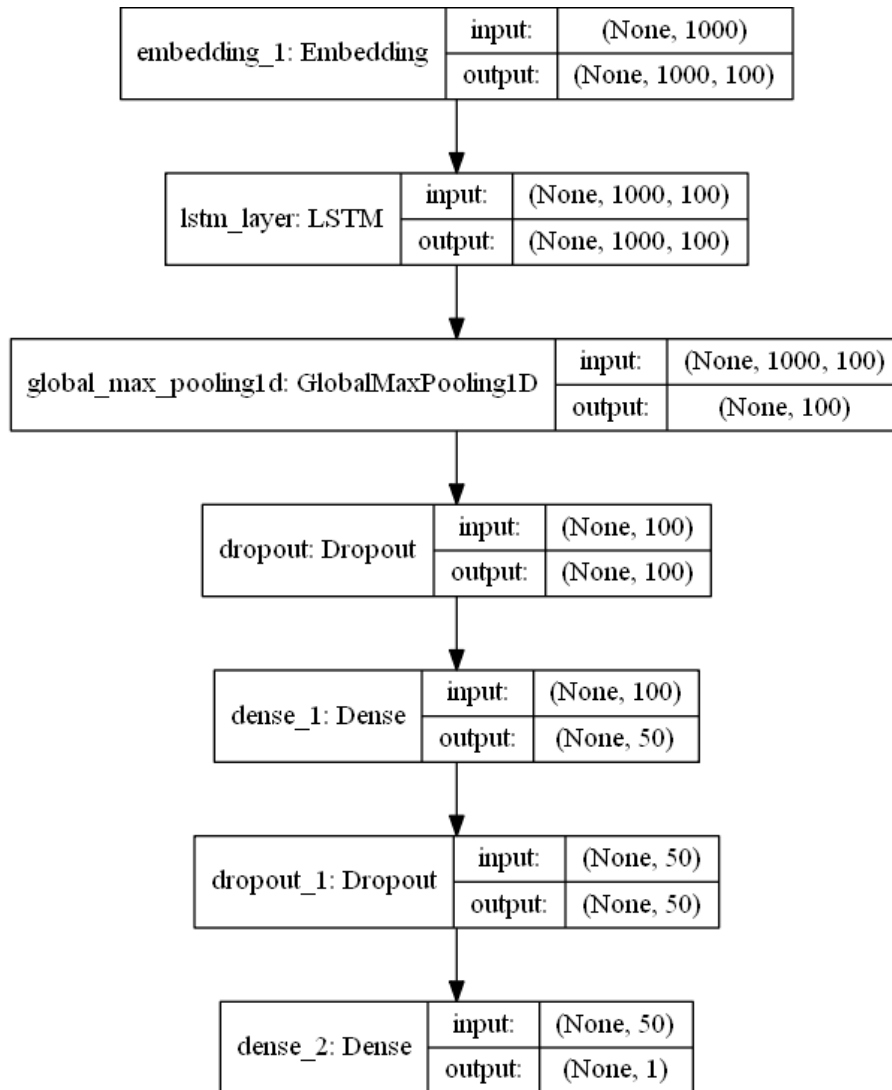 embedding_1: Embedding
input: (None, 1000)
output: (None, 1000, 100)
lstm_layer: LSTM
input: (None, 1000, 100)
output: (None, 1000, 100)
global_max_pooling1d: GlobalMaxPooling1D
input: (None, 1000, 100)
output: (None, 100)
dropout: Dropout
input: (None, 100)
output: (None, 100)
dense_1: Dense
input: (None, 100)
output: (None, 50)
dropout_1: Dropout
input: (None, 50)
output: (None, 50)
dense_2: Dense
input: (None, 50)
output: (None, 1)